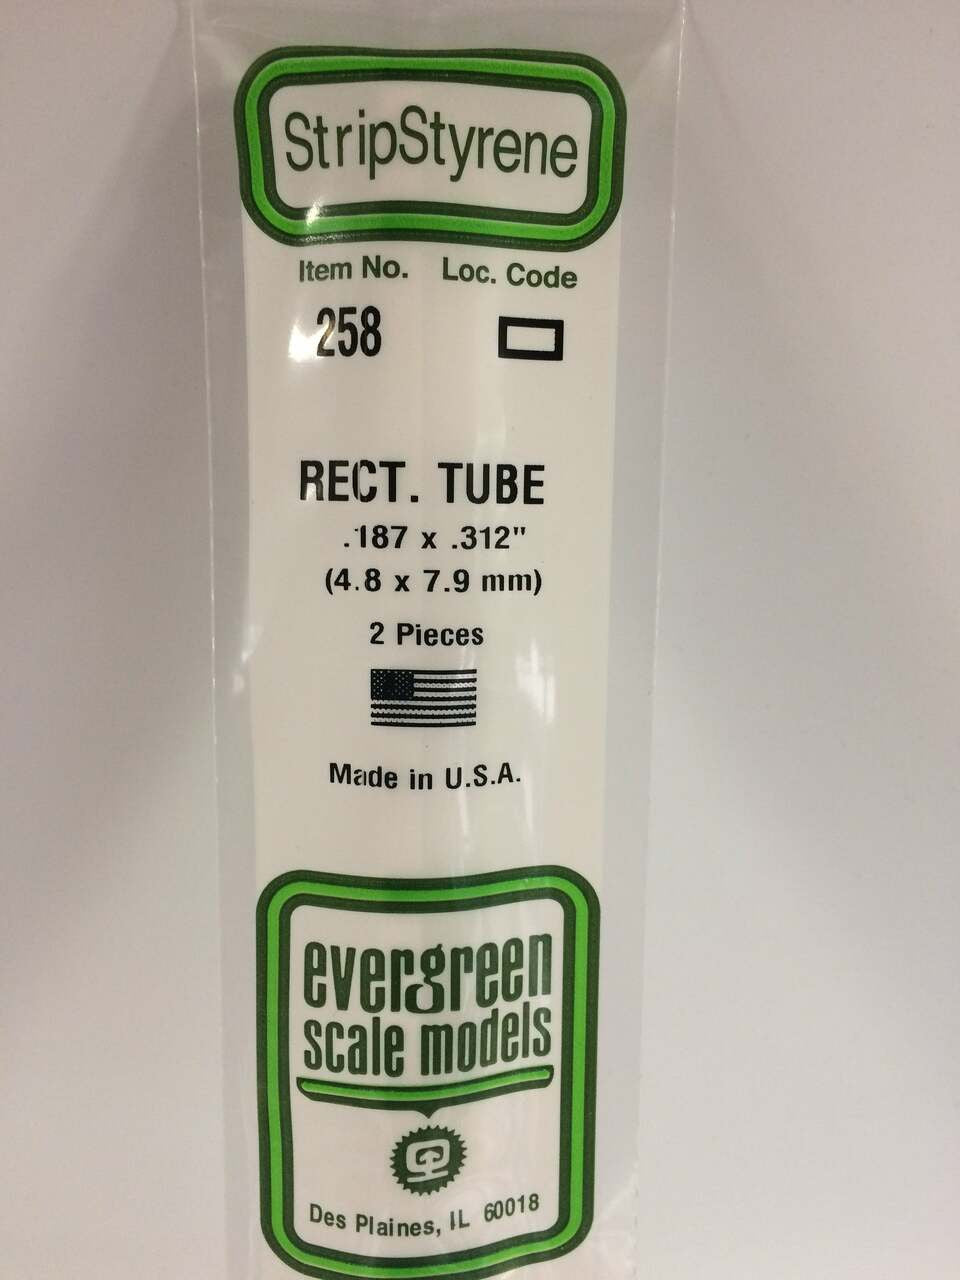 StripStyrene
Item No. Loc. Code
258
RECT. TUBE
.187 x .312"
(4.8 x 7.9 mm)
2 Pieces
Made in U.S.A.
evergreen
scale models
Des Plaines, IL 60018